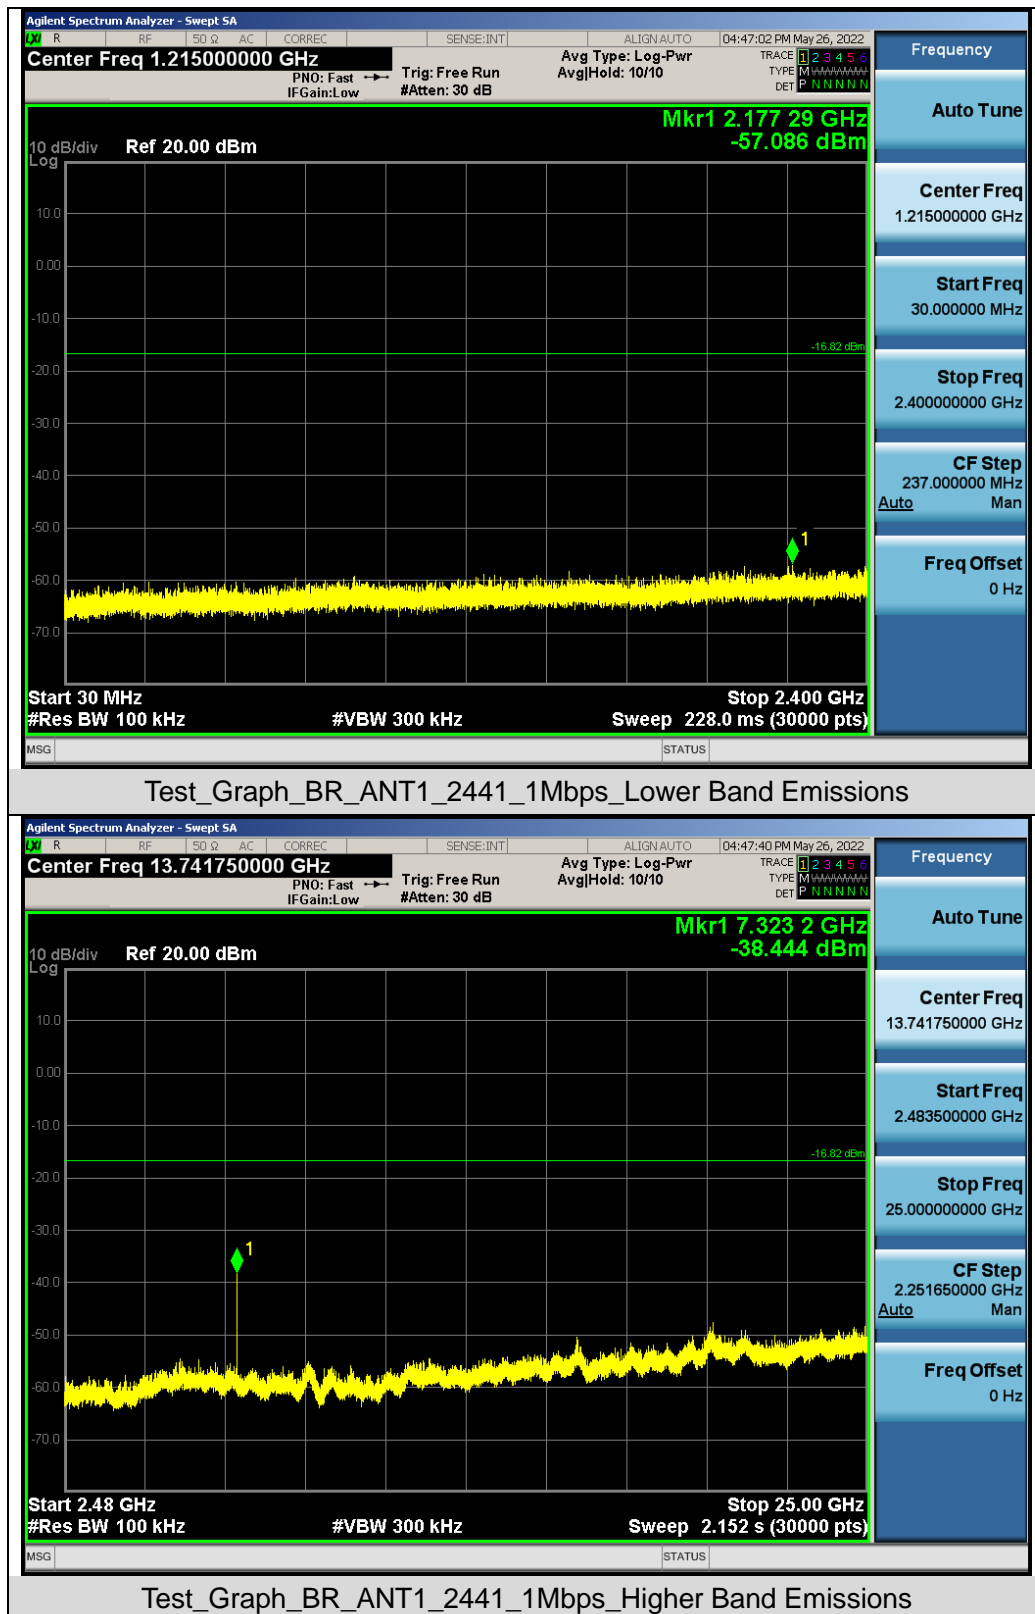 Agilent Spectrum Analyzer - Swept SA
LXI R RF 50 Ω AC CORREC SENSE:INT ALIGN AUTO 04:47:02 PM May 26, 2022
Center Freq 1.215000000 GHz
PNO: Fast
IFGain:Low
Trig: Free Run
#Atten: 30 dB
Avg Type: Log-Pwr
Avg|Hold: 10/10
TRACE 1 2 3 4 5 6
TYPE M
DET P N N N N N
Mkr1 2.177 29 GHz
-57.086 dBm
10 dB/div Ref 20.00 dBm
Log
10.0
0.00
-10.0
-16.82 dBm
-20.0
-30.0
-40.0
-50.0
1
-60.0
-70.0
Start 30 MHz Stop 2.400 GHz
#Res BW 100 kHz #VBW 300 kHz Sweep 228.0 ms (30000 pts)
MSG STATUS
Frequency
Auto Tune
Center Freq
1.215000000 GHz
Start Freq
30.000000 MHz
Stop Freq
2.400000000 GHz
CF Step
237.000000 MHz
Auto Man
Freq Offset
0 Hz
Test_Graph_BR_ANT1_2441_1Mbps_Lower Band Emissions
Agilent Spectrum Analyzer - Swept SA
LXI R RF 50 Ω AC CORREC SENSE:INT ALIGN AUTO 04:47:40 PM May 26, 2022
Center Freq 13.741750000 GHz
PNO: Fast
IFGain:Low
Trig: Free Run
#Atten: 30 dB
Avg Type: Log-Pwr
Avg|Hold: 10/10
TRACE 1 2 3 4 5 6
TYPE M
DET P N N N N N
Mkr1 7.323 2 GHz
-38.444 dBm
10 dB/div Ref 20.00 dBm
Log
10.0
0.00
-10.0
-16.82 dBm
-20.0
-30.0
1
-40.0
-50.0
-60.0
-70.0
Start 2.48 GHz Stop 25.00 GHz
#Res BW 100 kHz #VBW 300 kHz Sweep 2.152 s (30000 pts)
MSG STATUS
Frequency
Auto Tune
Center Freq
13.741750000 GHz
Start Freq
2.483500000 GHz
Stop Freq
25.000000000 GHz
CF Step
2.251650000 GHz
Auto Man
Freq Offset
0 Hz
Test_Graph_BR_ANT1_2441_1Mbps_Higher Band Emissions